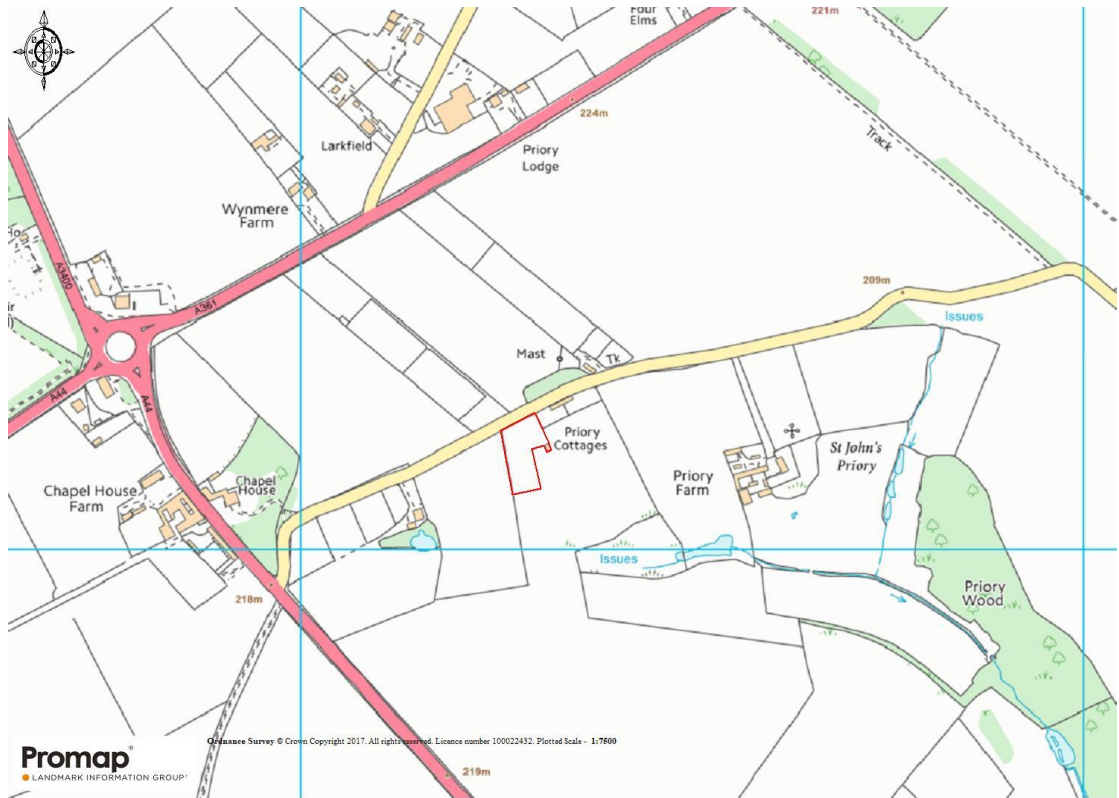 Four
Elms
221m
224m
Larkfield
Priory
Lodge
Track
Wynmere
Farm
A3400
A361
209m
Issues
Mast
Tk
A44
A44
Priory
Cottages
St John's
Priory
Priory
Farm
Chapel House
Farm
Chapel
House
Issues
218m
Priory
Wood
Ordnance Survey © Crown Copyright 2017. All rights reserved. Licence number 100022432. Plotted Scale - 1:7500
Promap®
LANDMARK INFORMATION GROUP®
219m